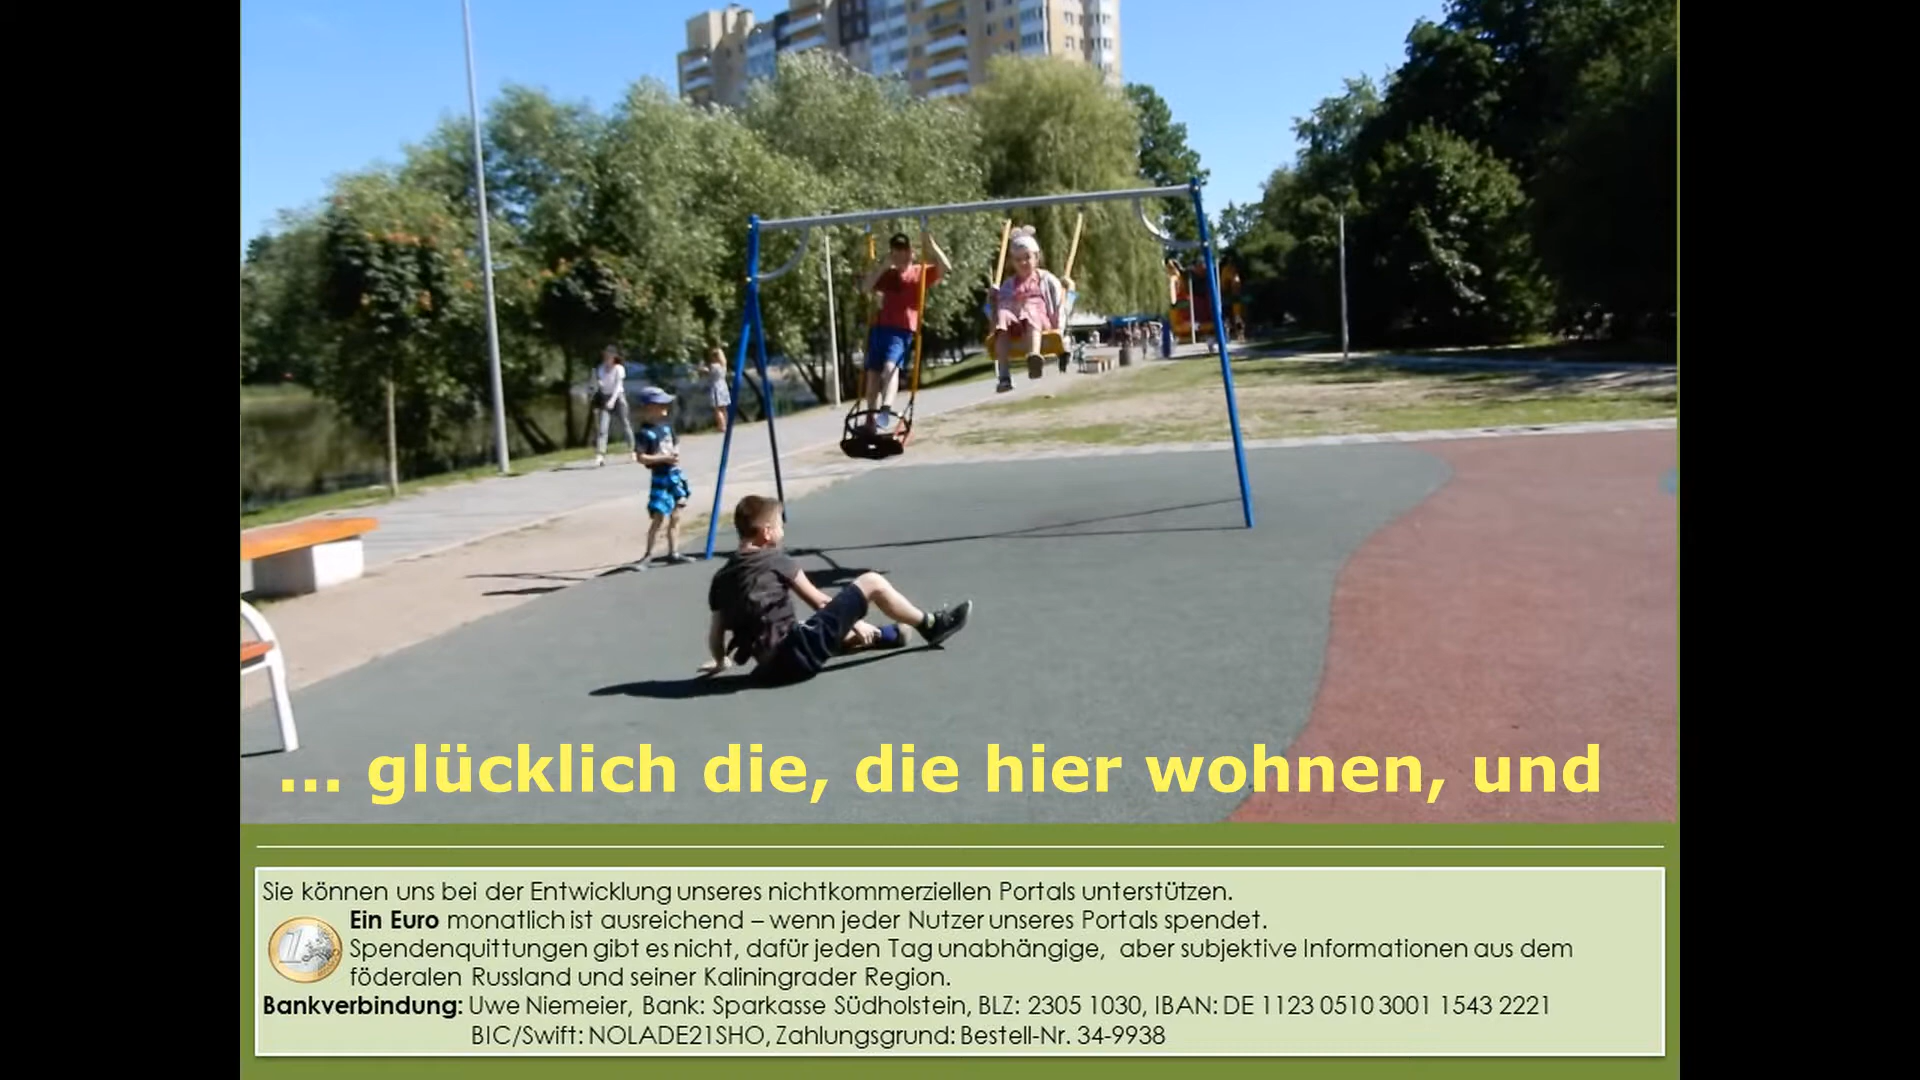 ... glücklich die, die hier wohnen, und
Sie können uns bei der Entwicklung unseres nichtkommerziellen Portals unterstützen.
Ein Euro monatlich ist ausreichend – wenn jeder Nutzer unseres Portals spendet.
Spendenquittungen gibt es nicht, dafür jeden Tag unabhängige, aber subjektive Informationen aus dem
föderalen Russland und seiner Kaliningrader Region.
Bankverbindung: Uwe Niemeier, Bank: Sparkasse Südholstein, BLZ: 2305 1030, IBAN: DE 1123 0510 3001 1543 2221
BIC/Swift: NOLADE21SHO, Zahlungsgrund: Bestell-Nr. 34-9938